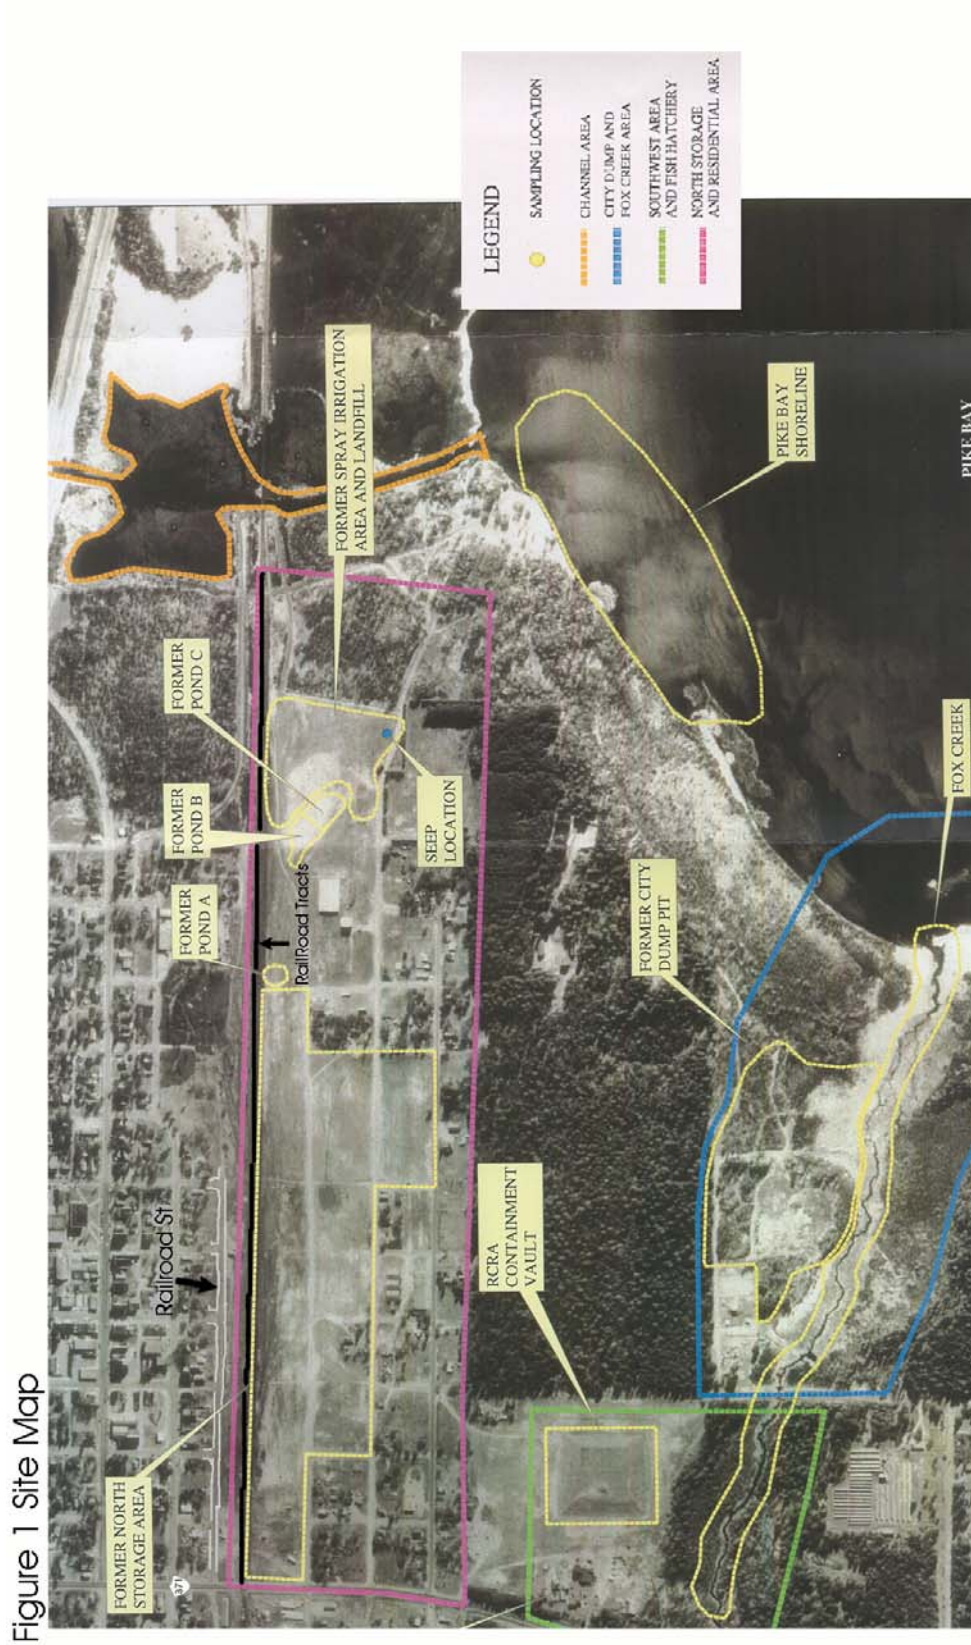 Figure 1 Site Map
FORMER NORTH
STORAGE AREA
371
Railroad St
FORMER
POND A
FORMER
POND B
FORMER
POND C
RailRoad Tracts
FORMER SPRAY IRRIGATION
AREA AND LANDFILL
SEEP
LOCATION
RCRA
CONTAINMENT
VAULT
FORMER CITY
DUMP PIT
PIKE BAY
SHORELINE
FOX CREEK
PIKE BAY
LEGEND
SAMPLING LOCATION
CHANNEL AREA
CITY DUMP AND
FOX CREEK AREA
SOUTHWEST AREA
AND FISH HATCHERY
NORTH STORAGE
AND RESIDENTIAL AREA